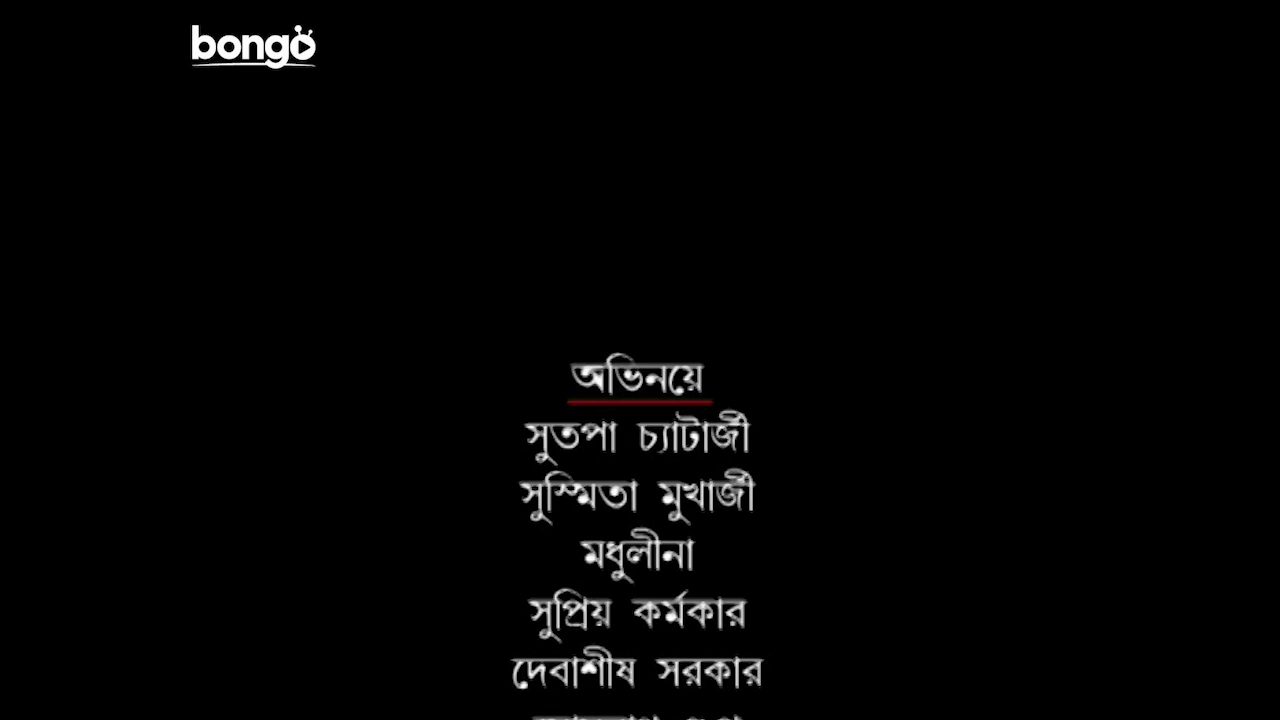 bongo
অভিনয়ে
সুতপা চ্যাটার্জী
সুস্মিতা মুখার্জী
মধুলীনা
সুপ্রিয় কর্মকার
দেবাশীষ সরকার